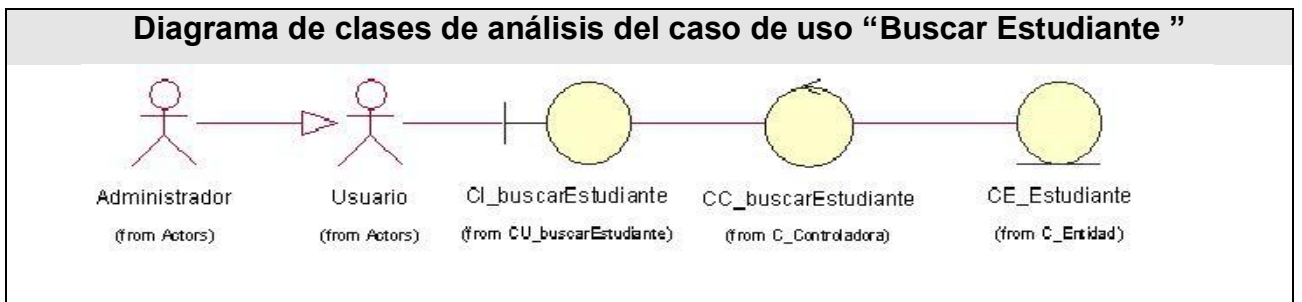 Diagrama de clases de análisis del caso de uso “Buscar Estudiante ”
Administrador Usuario CI_buscarEstudiante CC_buscarEstudiante CE_Estudiante
(from Actors) (from Actors) (from CU_buscarEstudiante) (from C_Controladora) (from C_Entidad)